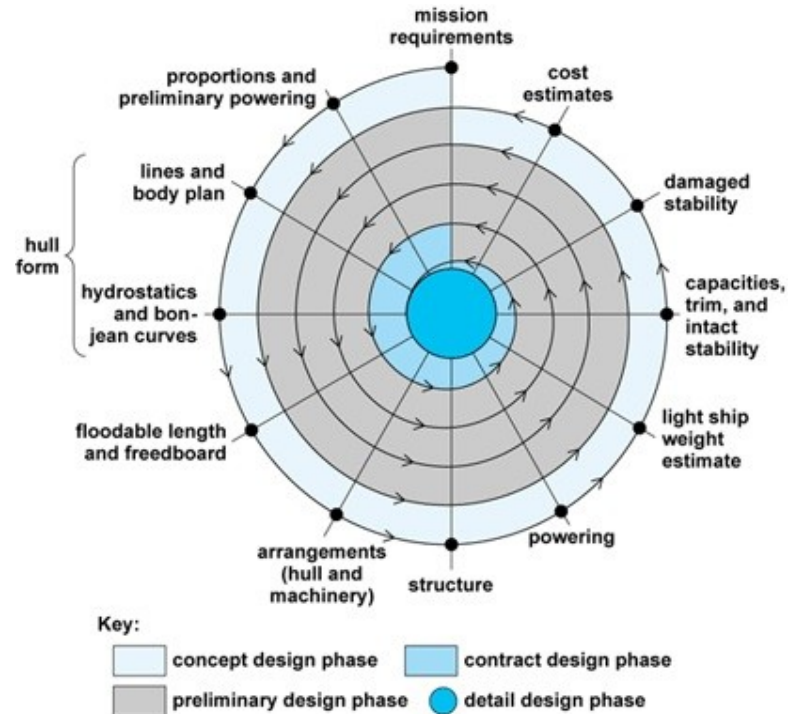 mission
requirements
cost
estimates
proportions and
preliminary powering
lines and
body plan
damaged
stability
hull
form
hydrostatics
and bon-
jean curves
capacities,
trim, and
intact
stability
floodable length
and freedboard
light ship
weight
estimate
arrangements
(hull and
machinery)
structure
powering
Key:
concept design phase
contract design phase
preliminary design phase
detail design phase